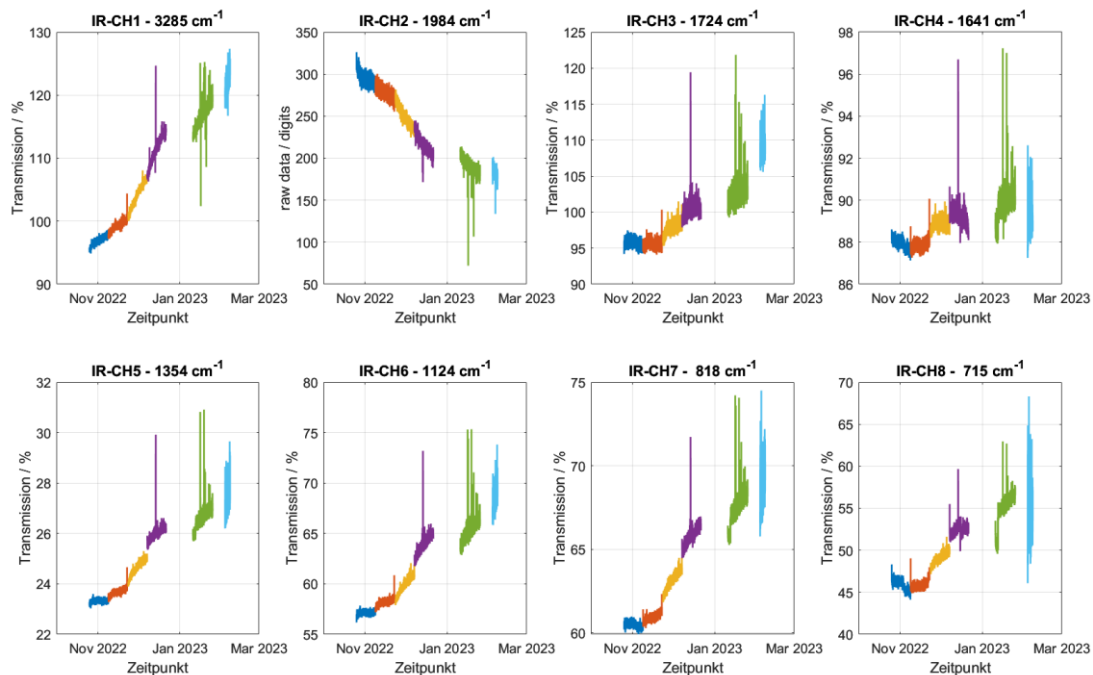 IR-CH1 - 3285 cm⁻¹
130
120
110
100
90
Transmission / %
Nov 2022 Jan 2023 Mar 2023
Zeitpunkt
IR-CH2 - 1984 cm⁻¹
350
300
250
200
150
100
50
raw data / digits
Nov 2022 Jan 2023 Mar 2023
Zeitpunkt
IR-CH3 - 1724 cm⁻¹
125
120
115
110
105
100
95
90
Transmission / %
Nov 2022 Jan 2023 Mar 2023
Zeitpunkt
IR-CH4 - 1641 cm⁻¹
98
96
94
92
90
88
86
Transmission / %
Nov 2022 Jan 2023 Mar 2023
Zeitpunkt
IR-CH5 - 1354 cm⁻¹
32
30
28
26
24
22
Transmission / %
Nov 2022 Jan 2023 Mar 2023
Zeitpunkt
IR-CH6 - 1124 cm⁻¹
80
75
70
65
60
55
Transmission / %
Nov 2022 Jan 2023 Mar 2023
Zeitpunkt
IR-CH7 - 818 cm⁻¹
75
70
65
60
Transmission / %
Nov 2022 Jan 2023 Mar 2023
Zeitpunkt
IR-CH8 - 715 cm⁻¹
70
65
60
55
50
45
40
Transmission / %
Nov 2022 Jan 2023 Mar 2023
Zeitpunkt